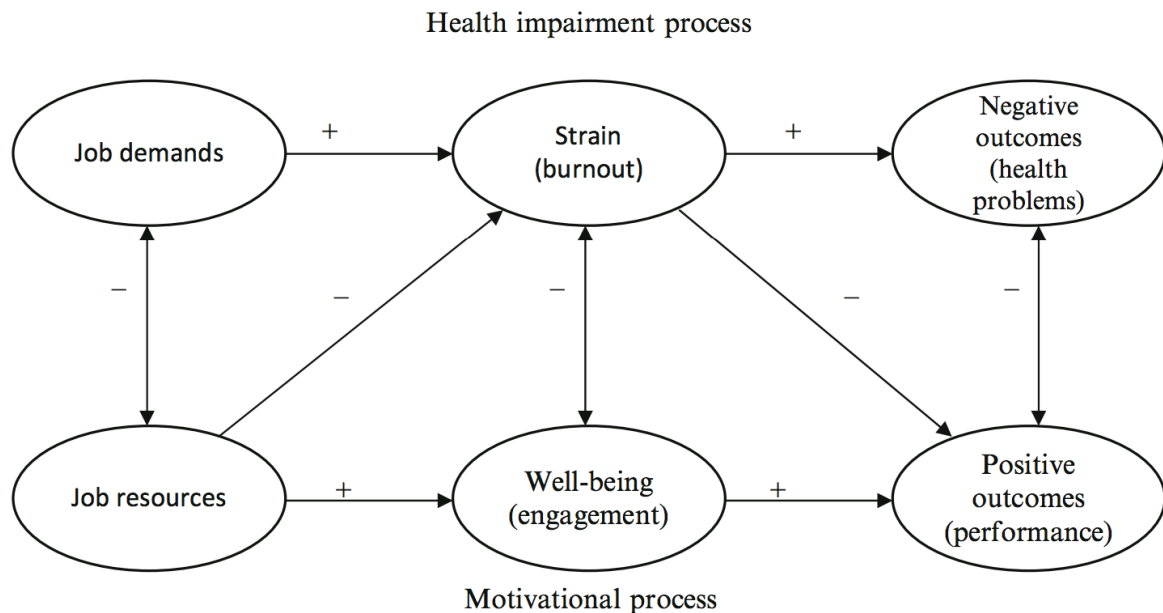 Health impairment process
Job demands
+
Strain
(burnout)
+
Negative
outcomes
(health
problems)
–
–
–
–
–
Job resources
+
Well-being
(engagement)
+
Positive
outcomes
(performance)
Motivational process